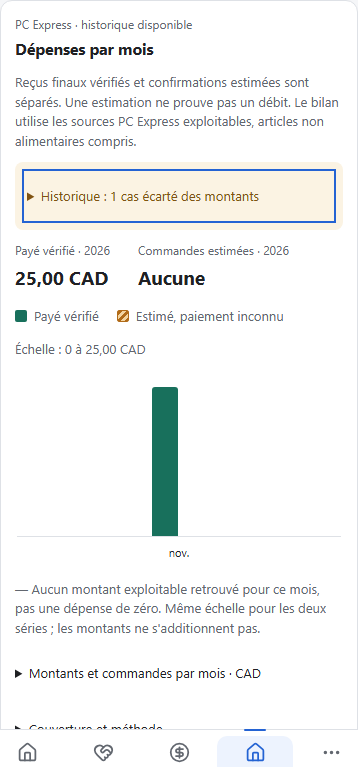 PC Express · historique disponible
Dépenses par mois
Reçus finaux vérifiés et confirmations estimées sont
séparés. Une estimation ne prouve pas un débit. Le bilan
utilise les sources PC Express exploitables, articles non
alimentaires compris.
Historique : 1 cas écarté des montants
Payé vérifié · 2026
Commandes estimées · 2026
25,00 CAD
Aucune
Payé vérifié
Estimé, paiement inconnu
Échelle : 0 à 25,00 CAD
nov.
— Aucun montant exploitable retrouvé pour ce mois,
pas une dépense de zéro. Même échelle pour les deux
séries ; les montants ne s'additionnent pas.
Montants et commandes par mois · CAD
Couverture et méthode